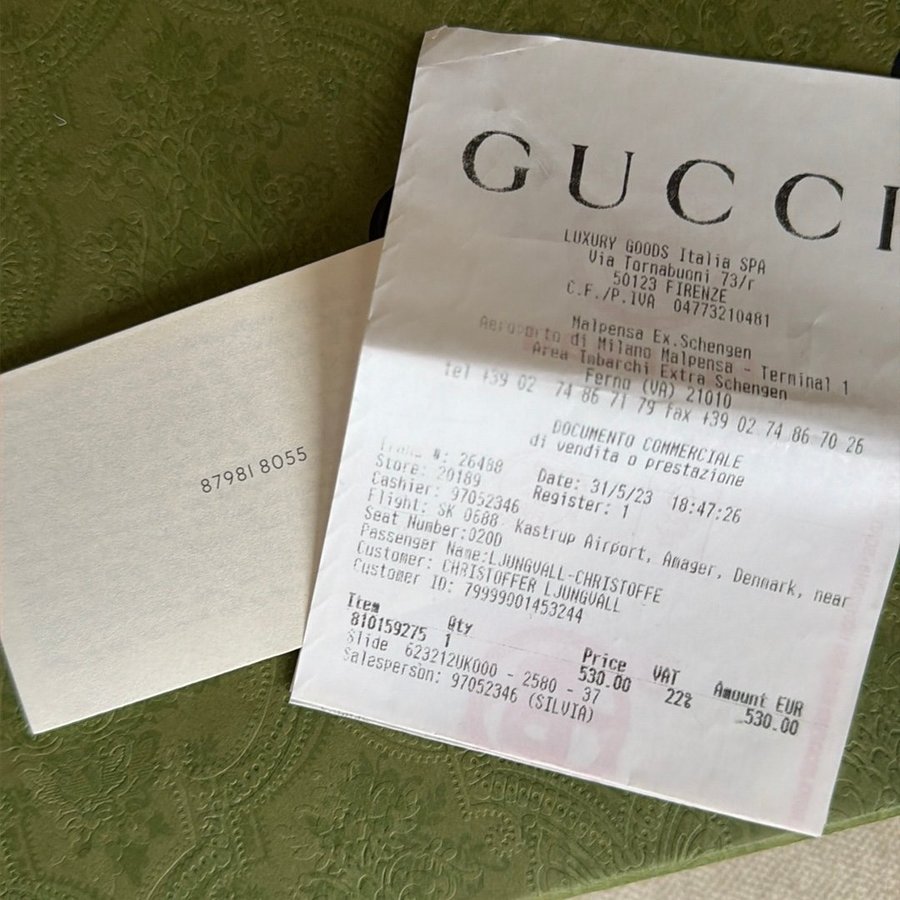 GUCCI
LUXURY GOODS Italia SPA
Via Tornabuoni 73/r
50123 FIRENZE
C.F./P.IVA 04773210481
Malpensa Ex.Schengen
Aeroporto di Milano Malpensa - Terminal 1
Area Imbarchi Extra Schengen
Ferno (VA) 21010
tel +39 02 74 86 71 79 fax +39 02 74 86 70 26
DOCUMENTO COMMERCIALE
di vendita o prestazione
Trans #: 26488 Date: 31/5/23 18:47:26
Store: 20189 Register: 1
Cashier: 97052346
Flight: SK 0688 Kastrup Airport, Amager, Denmark, near
Seat Number:020D
Passenger Name:LJUNGVALL-CHRISTOFFE
Customer: CHRISTOFFER LJUNGVALL
Customer ID: 79999001453244
Item Qty Price VAT Amount EUR
810159275 1 530.00 22% 530.00
Slide 623212UK000 - 2580 - 37
Salesperson: 97052346 (SILVIA)
87981 8055